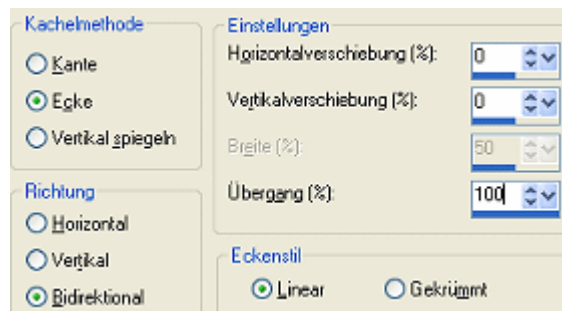 Kachelmethode
Kante
Ecke
Vertikal spiegeln
Richtung
Horizontal
Vertikal
Bidirektional
Einstellungen
Horizontalverschiebung (%): 0
Vertikalverschiebung (%): 0
Breite (%): 50
Übergang (%): 100
Eckenstil
Linear Gekrümmt